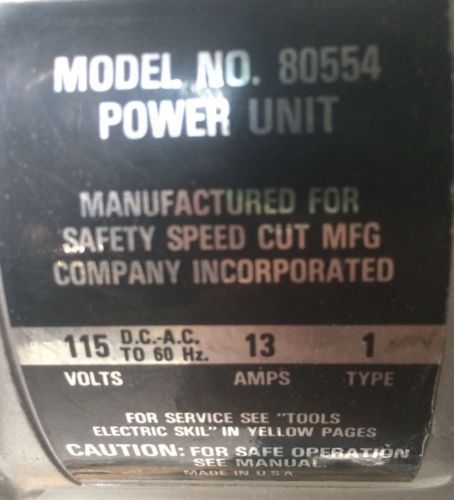 MODEL NO. 80554
POWER UNIT
MANUFACTURED FOR
SAFETY SPEED CUT MFG
COMPANY INCORPORATED
115 D.C.-A.C. TO 60 Hz. 13 1
VOLTS AMPS TYPE
FOR SERVICE SEE "TOOLS
ELECTRIC SKIL" IN YELLOW PAGES
CAUTION: FOR SAFE OPERATION
SEE MANUAL.
MADE IN U.S.A.